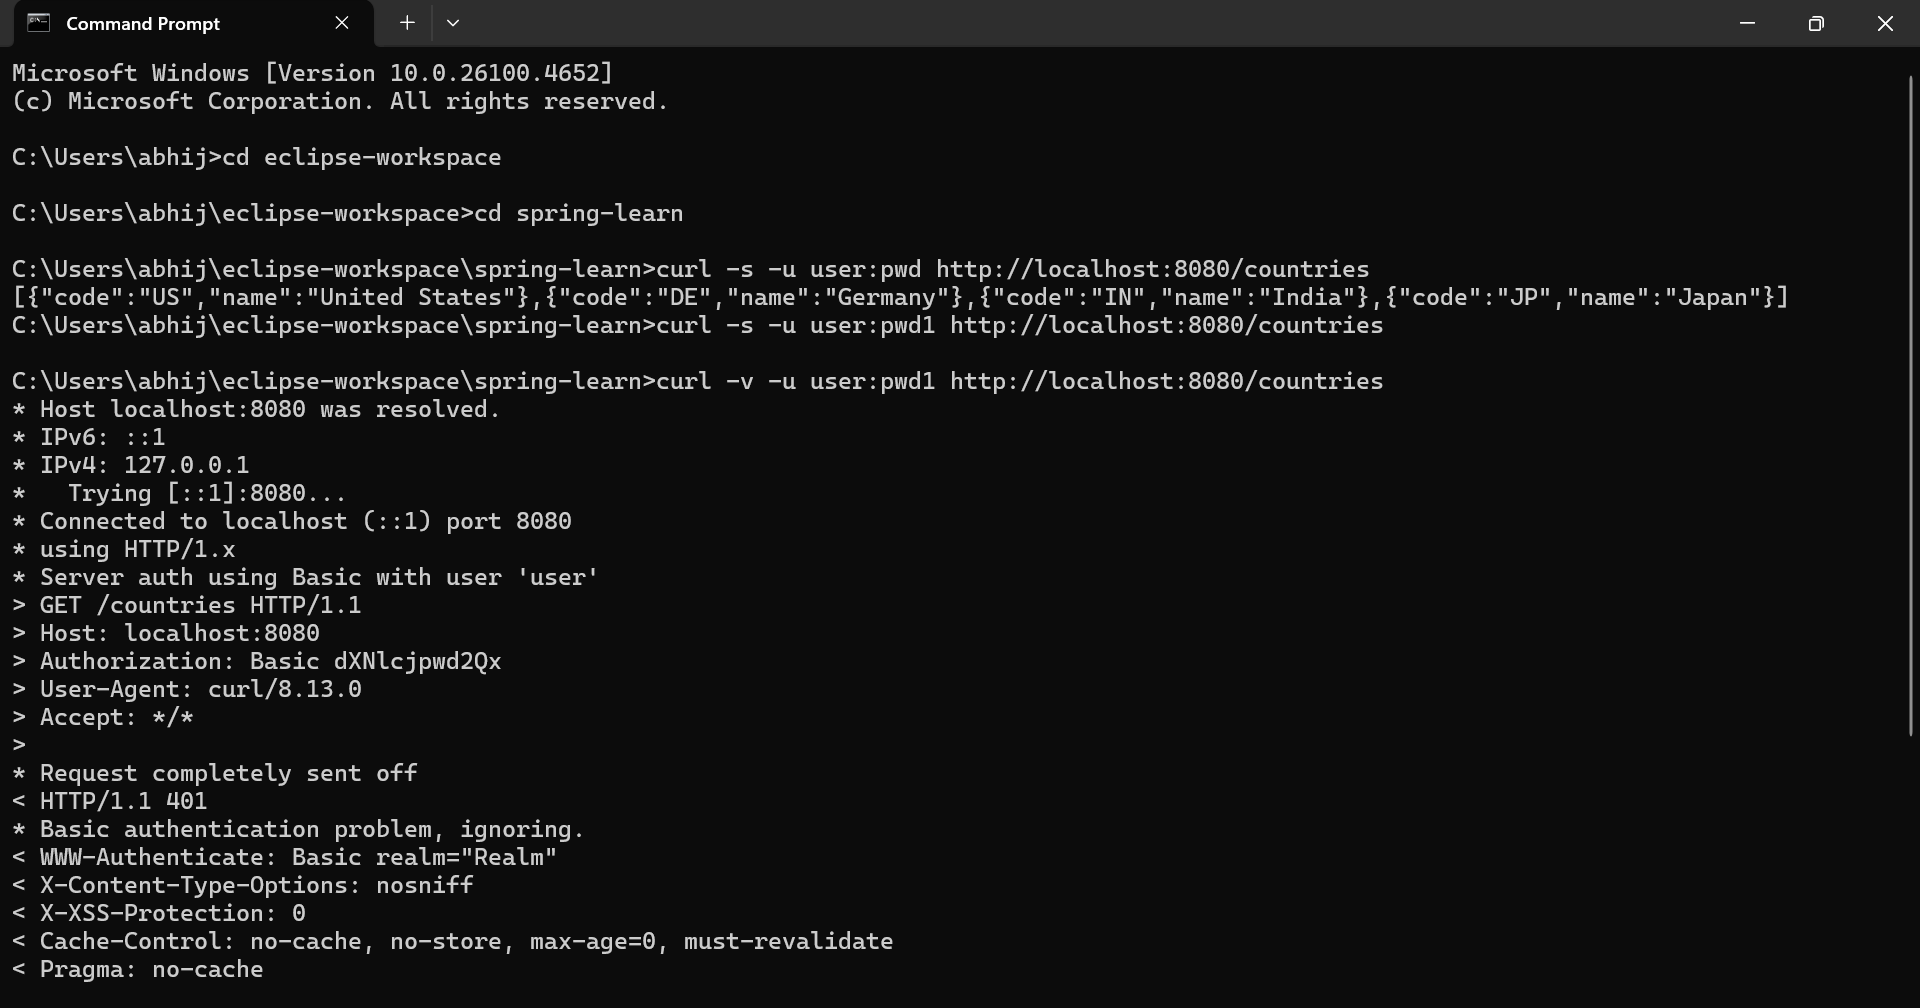 Command Prompt
Microsoft Windows [Version 10.0.26100.4652]
(c) Microsoft Corporation. All rights reserved.
C:\Users\abhij>cd eclipse-workspace
C:\Users\abhij\eclipse-workspace>cd spring-learn
C:\Users\abhij\eclipse-workspace\spring-learn>curl -s -u user:pwd http://localhost:8080/countries
[{"code":"US","name":"United States"},{"code":"DE","name":"Germany"},{"code":"IN","name":"India"},{"code":"JP","name":"Japan"}]
C:\Users\abhij\eclipse-workspace\spring-learn>curl -s -u user:pwd1 http://localhost:8080/countries
C:\Users\abhij\eclipse-workspace\spring-learn>curl -v -u user:pwd1 http://localhost:8080/countries
* Host localhost:8080 was resolved.
* IPv6: ::1
* IPv4: 127.0.0.1
*   Trying [::1]:8080...
* Connected to localhost (::1) port 8080
* using HTTP/1.x
* Server auth using Basic with user 'user'
> GET /countries HTTP/1.1
> Host: localhost:8080
> Authorization: Basic dXNlcjpwd2Qx
> User-Agent: curl/8.13.0
> Accept: */*
>
* Request completely sent off
< HTTP/1.1 401
* Basic authentication problem, ignoring.
< WWW-Authenticate: Basic realm="Realm"
< X-Content-Type-Options: nosniff
< X-XSS-Protection: 0
< Cache-Control: no-cache, no-store, max-age=0, must-revalidate
< Pragma: no-cache